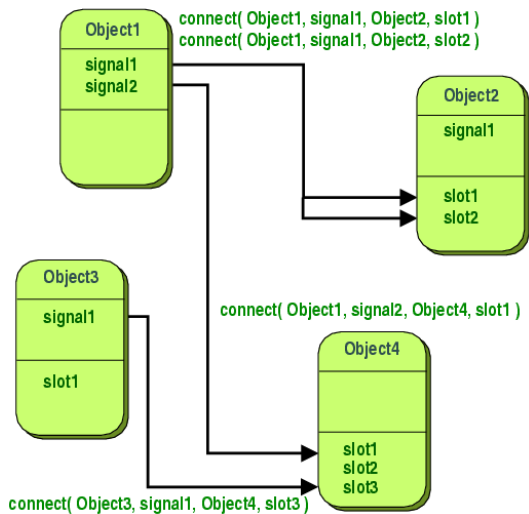 Object1
connect( Object1, signal1, Object2, slot1 )
connect( Object1, signal1, Object2, slot2 )
signal1
signal2
Object2
signal1
slot1
slot2
Object3
signal1
slot1
connect( Object1, signal2, Object4, slot1 )
Object4
slot1
slot2
slot3
connect( Object3, signal1, Object4, slot3 )